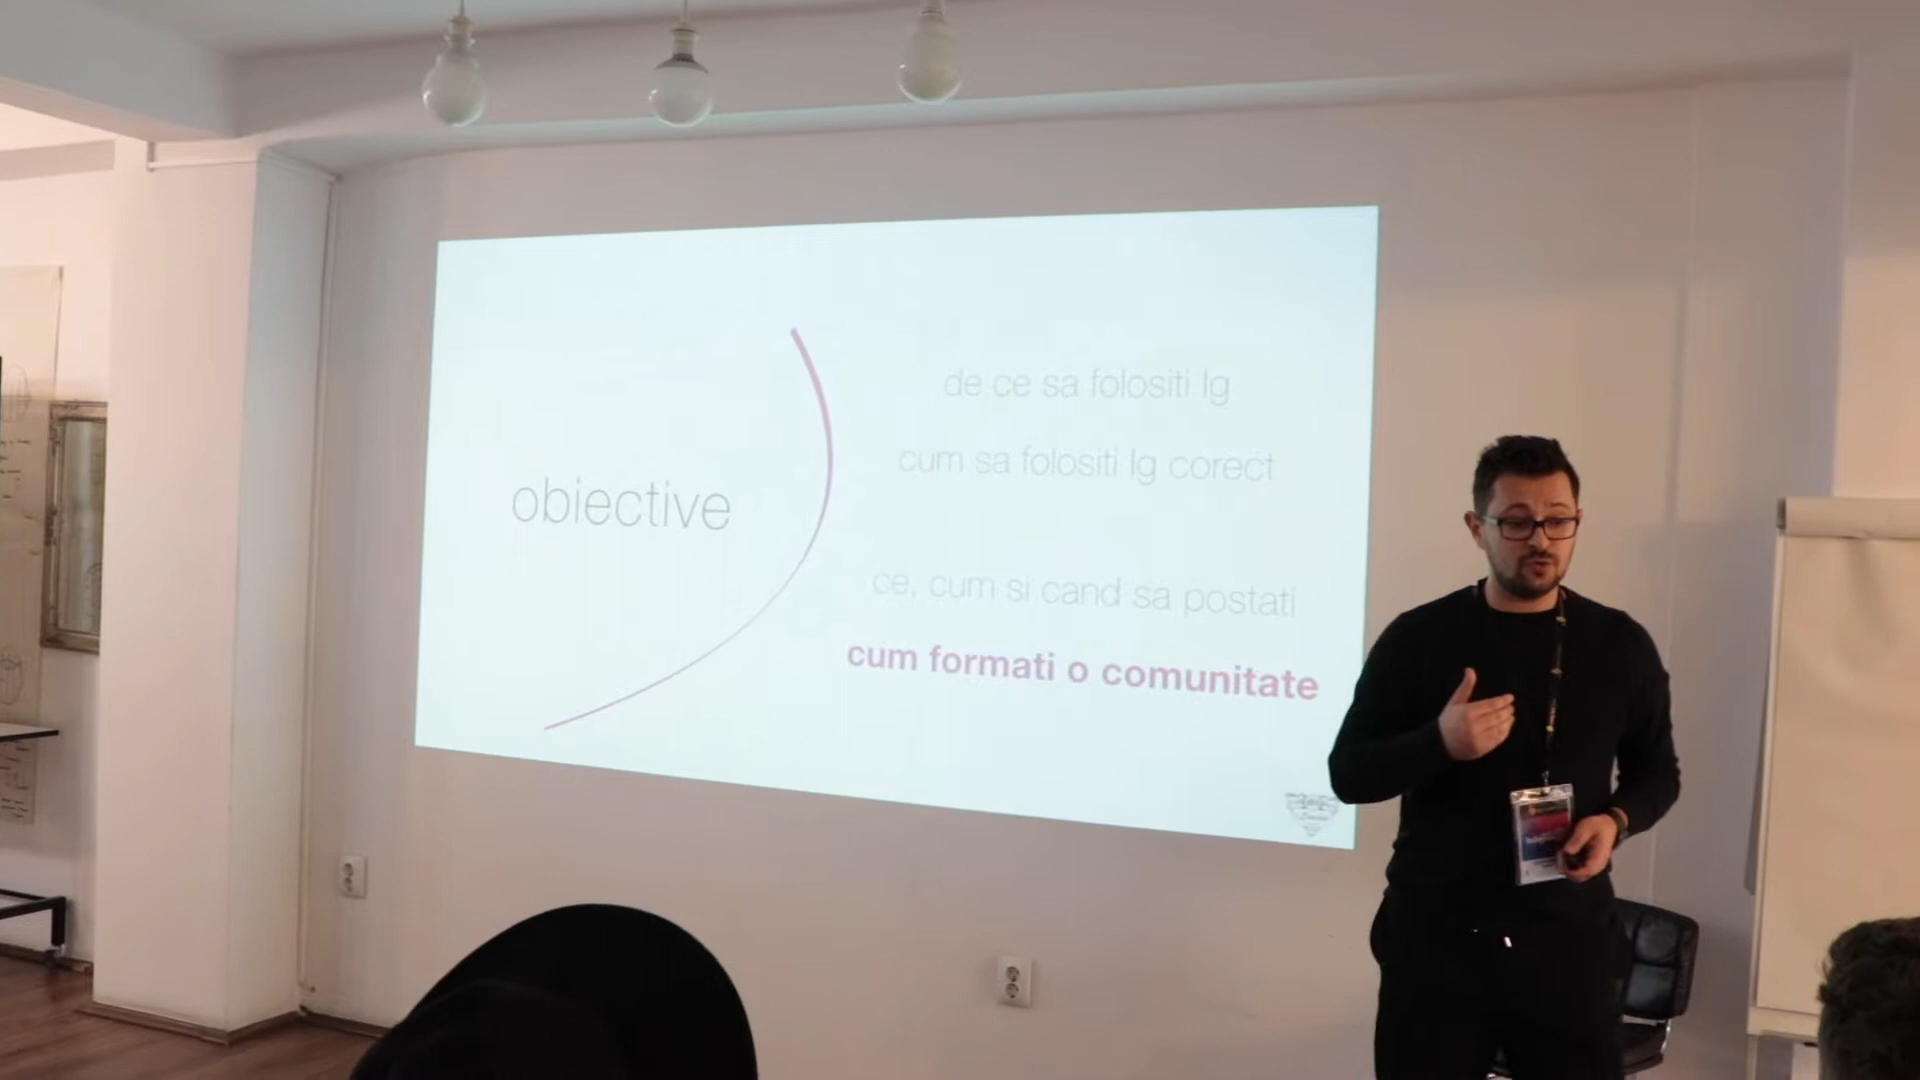 obiective
de ce sa folositi Ig
cum sa folositi Ig corect
ce, cum si cand sa postati
cum formati o comunitate